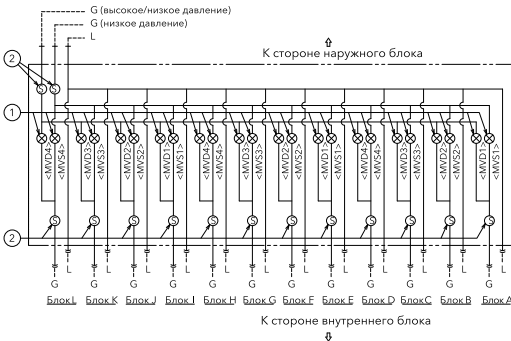 G (высокое/низкое давление)
G (низкое давление)
L
К стороне наружного блока
2
S S
1
<MVD4> <MVS4> <MVD3> <MVS3> <MVD2> <MVS2> <MVD1> <MVS1> <MVD4> <MVS4> <MVD3> <MVS3> <MVD2> <MVS2> <MVD1> <MVS1> <MVD4> <MVS4> <MVD3> <MVS3> <MVD2> <MVS2> <MVD1> <MVS1>
S S S S S S S S S S S S
2
L L L L L L L L L L L L
G G G G G G G G G G G G
Блок L Блок K Блок J Блок I Блок H Блок G Блок F Блок E Блок D Блок C Блок B Блок A
К стороне внутреннего блока